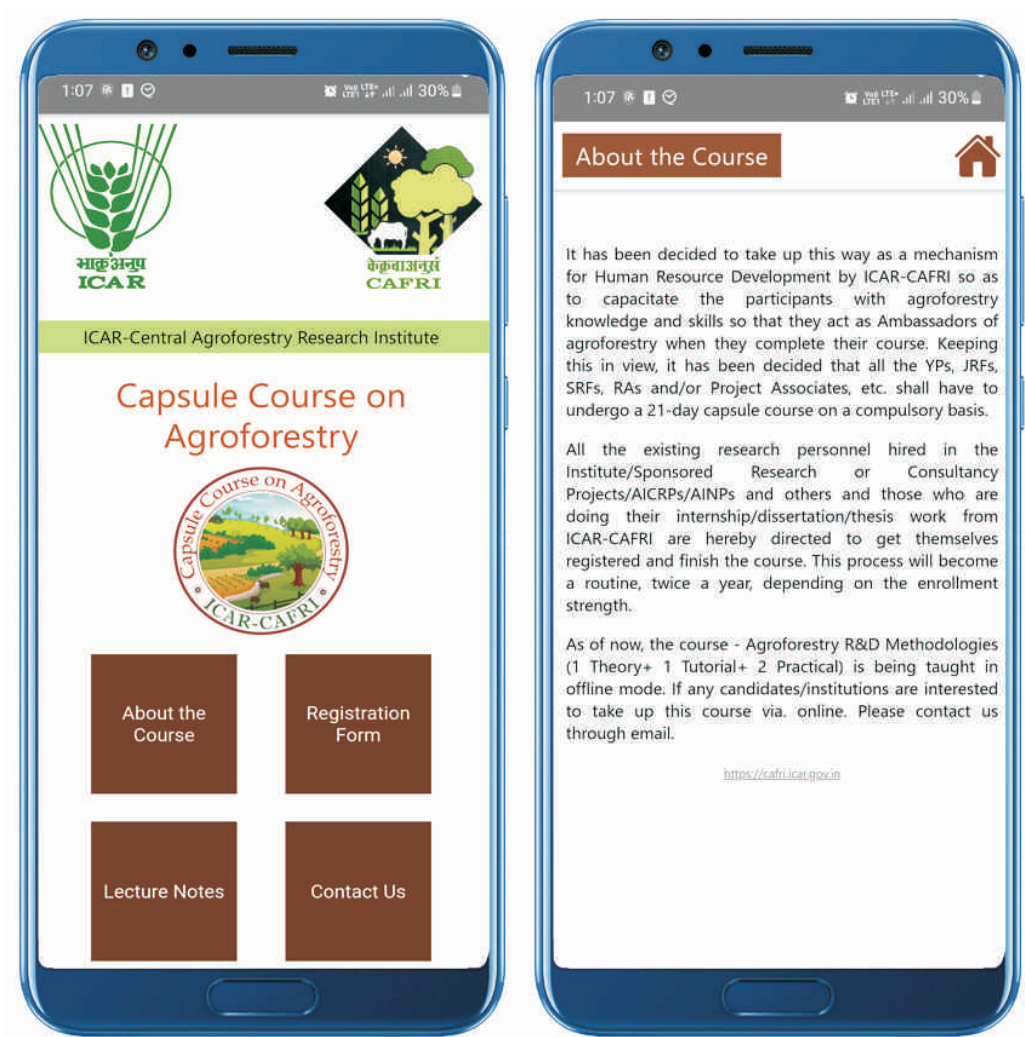 1:07
30%
भाकृअनुप
ICAR
केकृवाअनुसं
CAFRI
ICAR-Central Agroforestry Research Institute
Capsule Course on
Agroforestry
Capsule Course on Agroforestry
ICAR-CAFRI
About the
Course
Registration
Form
Lecture Notes
Contact Us
1:07
30%
About the Course
It has been decided to take up this way as a mechanism
for Human Resource Development by ICAR-CAFRI so as
to capacitate the participants with agroforestry
knowledge and skills so that they act as Ambassadors of
agroforestry when they complete their course. Keeping
this in view, it has been decided that all the YPs, JRFs,
SRFs, RAs and/or Project Associates, etc. shall have to
undergo a 21-day capsule course on a compulsory basis.
All the existing research personnel hired in the
Institute/Sponsored Research or Consultancy
Projects/AICRPs/AINPs and others and those who are
doing their internship/dissertation/thesis work from
ICAR-CAFRI are hereby directed to get themselves
registered and finish the course. This process will become
a routine, twice a year, depending on the enrollment
strength.
As of now, the course - Agroforestry R&D Methodologies
(1 Theory+ 1 Tutorial+ 2 Practical) is being taught in
offline mode. If any candidates/institutions are interested
to take up this course via. online. Please contact us
through email.
https://cafri.icar.gov.in